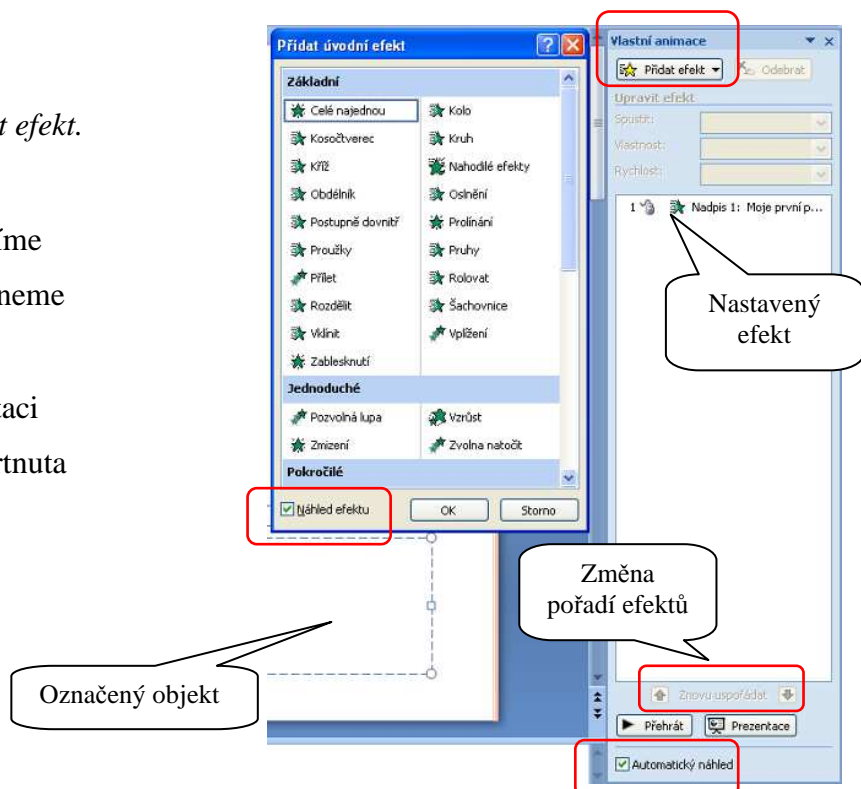 t efekt.
íme
neme
taci
rtnuta
Přidat úvodní efekt
Základní
Celé najednou
Kolo
Kosočtverec
Kruh
Kříž
Nahodilé efekty
Obdélník
Oslnění
Postupně dovnitř
Prolínání
Proužky
Pruhy
Přílet
Rolovat
Rozdělit
Šachovnice
Vklínit
Vplížení
Zablesknutí
Jednoduché
Pozvolná lupa
Vzrůst
Zmizení
Zvolna natočit
Pokročilé
Náhled efektu
OK
Storno
Vlastní animace
Přidat efekt
Odebrat
Upravit efekt
Spustit:
Vlastnost:
Rychlost:
1 Nadpis 1: Moje první p...
Nastavený
efekt
Změna
pořadí efektů
Označený objekt
Znovu uspořádat
Přehrát
Prezentace
Automatický náhled